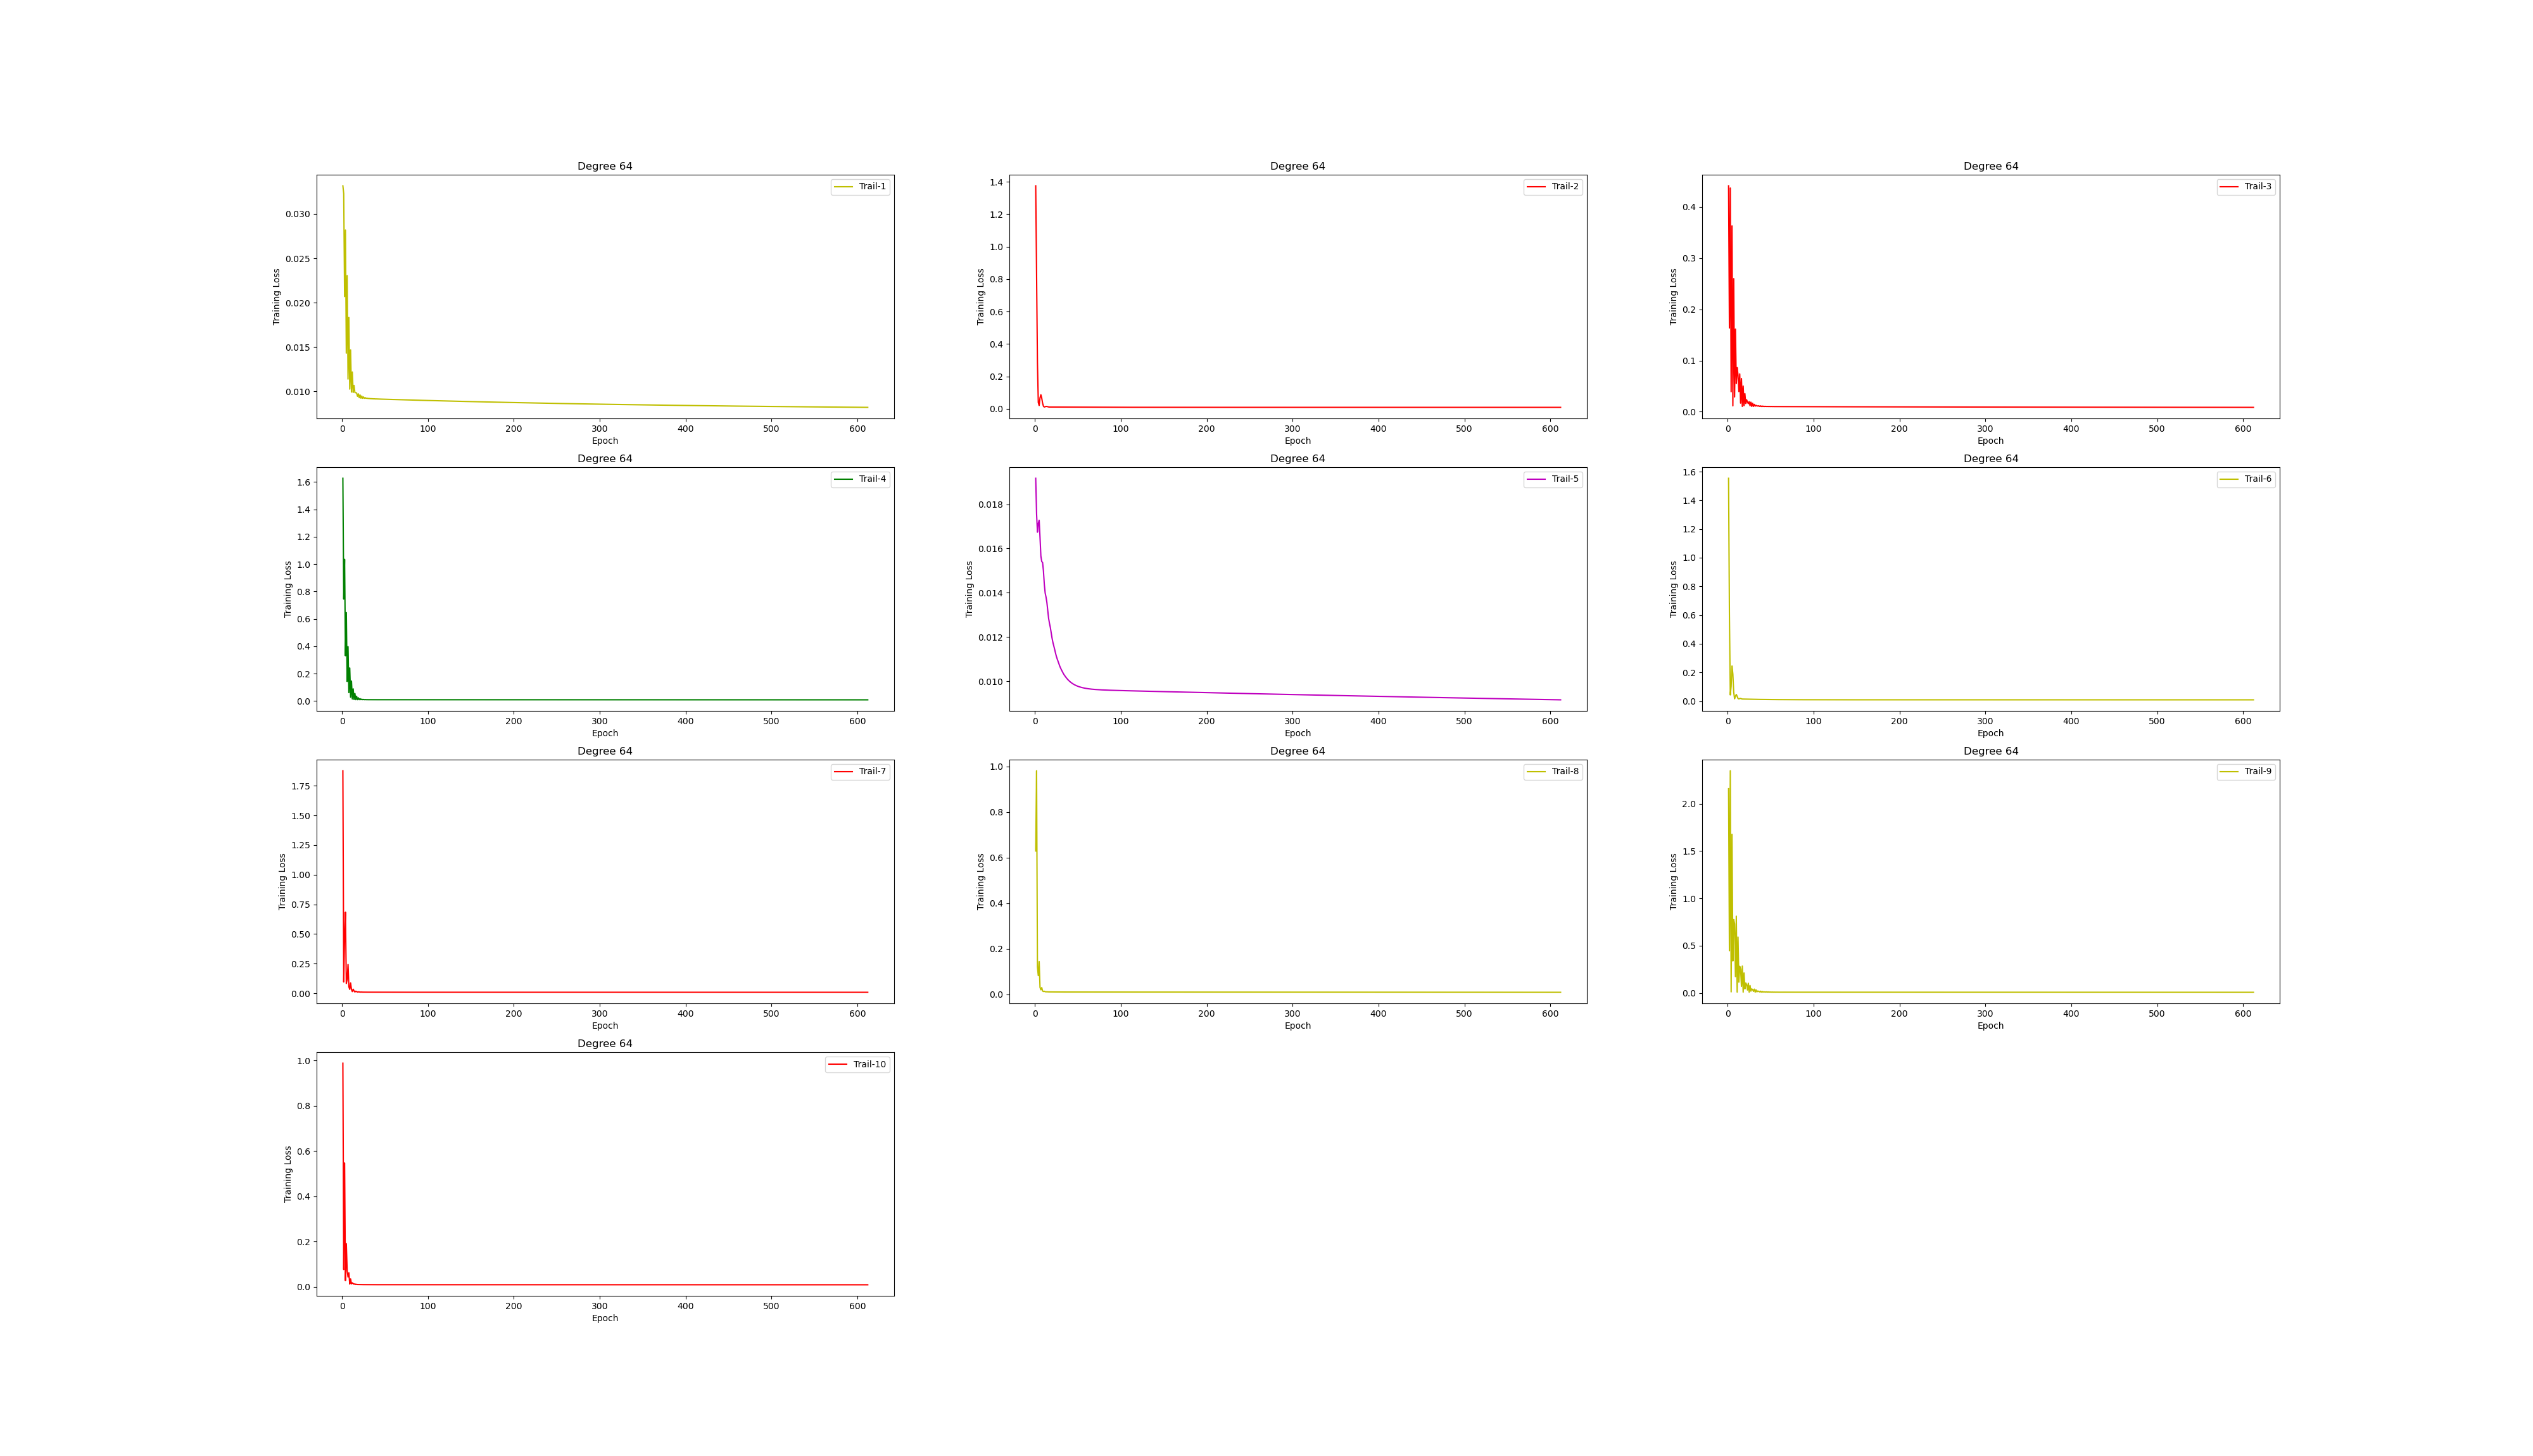 Degree 64
Trail-1
0.030
0.025
0.020
0.015
0.010
Training Loss
0 100 200 300 400 500 600
Epoch
Degree 64
Trail-2
1.4
1.2
1.0
0.8
0.6
0.4
0.2
0.0
Training Loss
0 100 200 300 400 500 600
Epoch
Degree 64
Trail-3
0.4
0.3
0.2
0.1
0.0
Training Loss
0 100 200 300 400 500 600
Epoch
Degree 64
Trail-4
1.6
1.4
1.2
1.0
0.8
0.6
0.4
0.2
0.0
Training Loss
0 100 200 300 400 500 600
Epoch
Degree 64
Trail-5
0.018
0.016
0.014
0.012
0.010
Training Loss
0 100 200 300 400 500 600
Epoch
Degree 64
Trail-6
1.6
1.4
1.2
1.0
0.8
0.6
0.4
0.2
0.0
Training Loss
0 100 200 300 400 500 600
Epoch
Degree 64
Trail-7
1.75
1.50
1.25
1.00
0.75
0.50
0.25
0.00
Training Loss
0 100 200 300 400 500 600
Epoch
Degree 64
Trail-8
1.0
0.8
0.6
0.4
0.2
0.0
Training Loss
0 100 200 300 400 500 600
Epoch
Degree 64
Trail-9
2.0
1.5
1.0
0.5
0.0
Training Loss
0 100 200 300 400 500 600
Epoch
Degree 64
Trail-10
1.0
0.8
0.6
0.4
0.2
0.0
Training Loss
0 100 200 300 400 500 600
Epoch